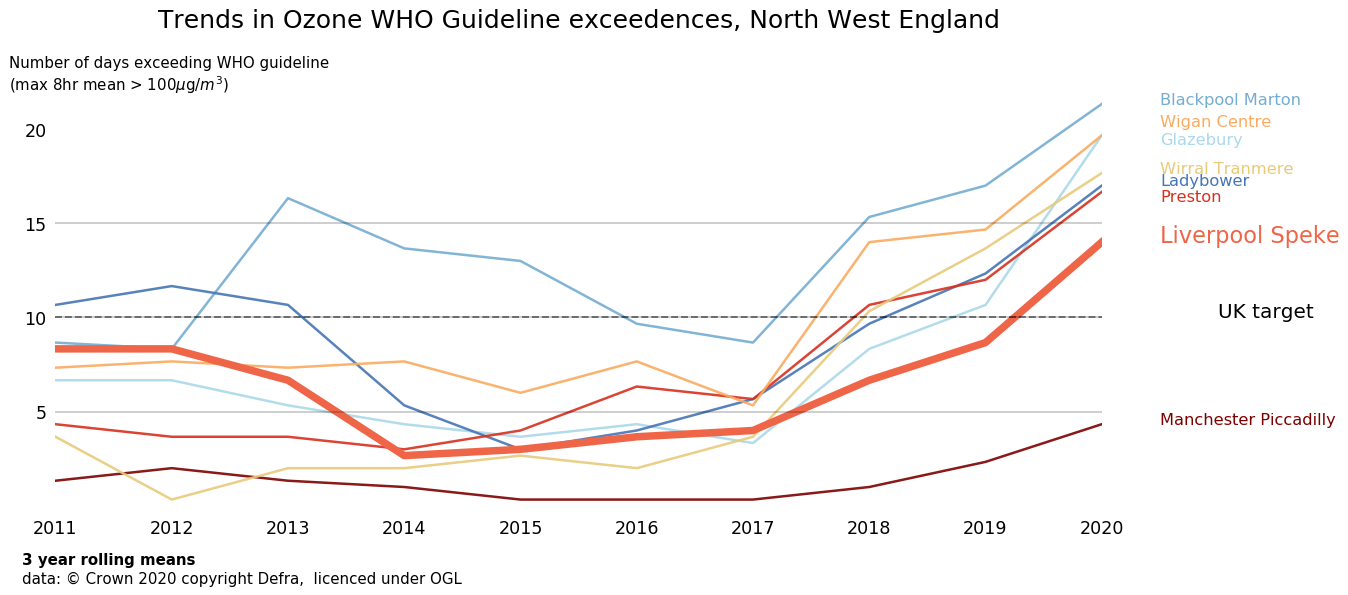 Trends in Ozone WHO Guideline exceedences, North West England
Number of days exceeding WHO guideline
(max 8hr mean > 100μg/m³)
Blackpool Marton
Wigan Centre
20
Glazebury
Wirral Tranmere
Ladybower
Preston
15
Liverpool Speke
10
UK target
5
Manchester Piccadilly
2011 2012 2013 2014 2015 2016 2017 2018 2019 2020
3 year rolling means
data: © Crown 2020 copyright Defra,  licenced under OGL